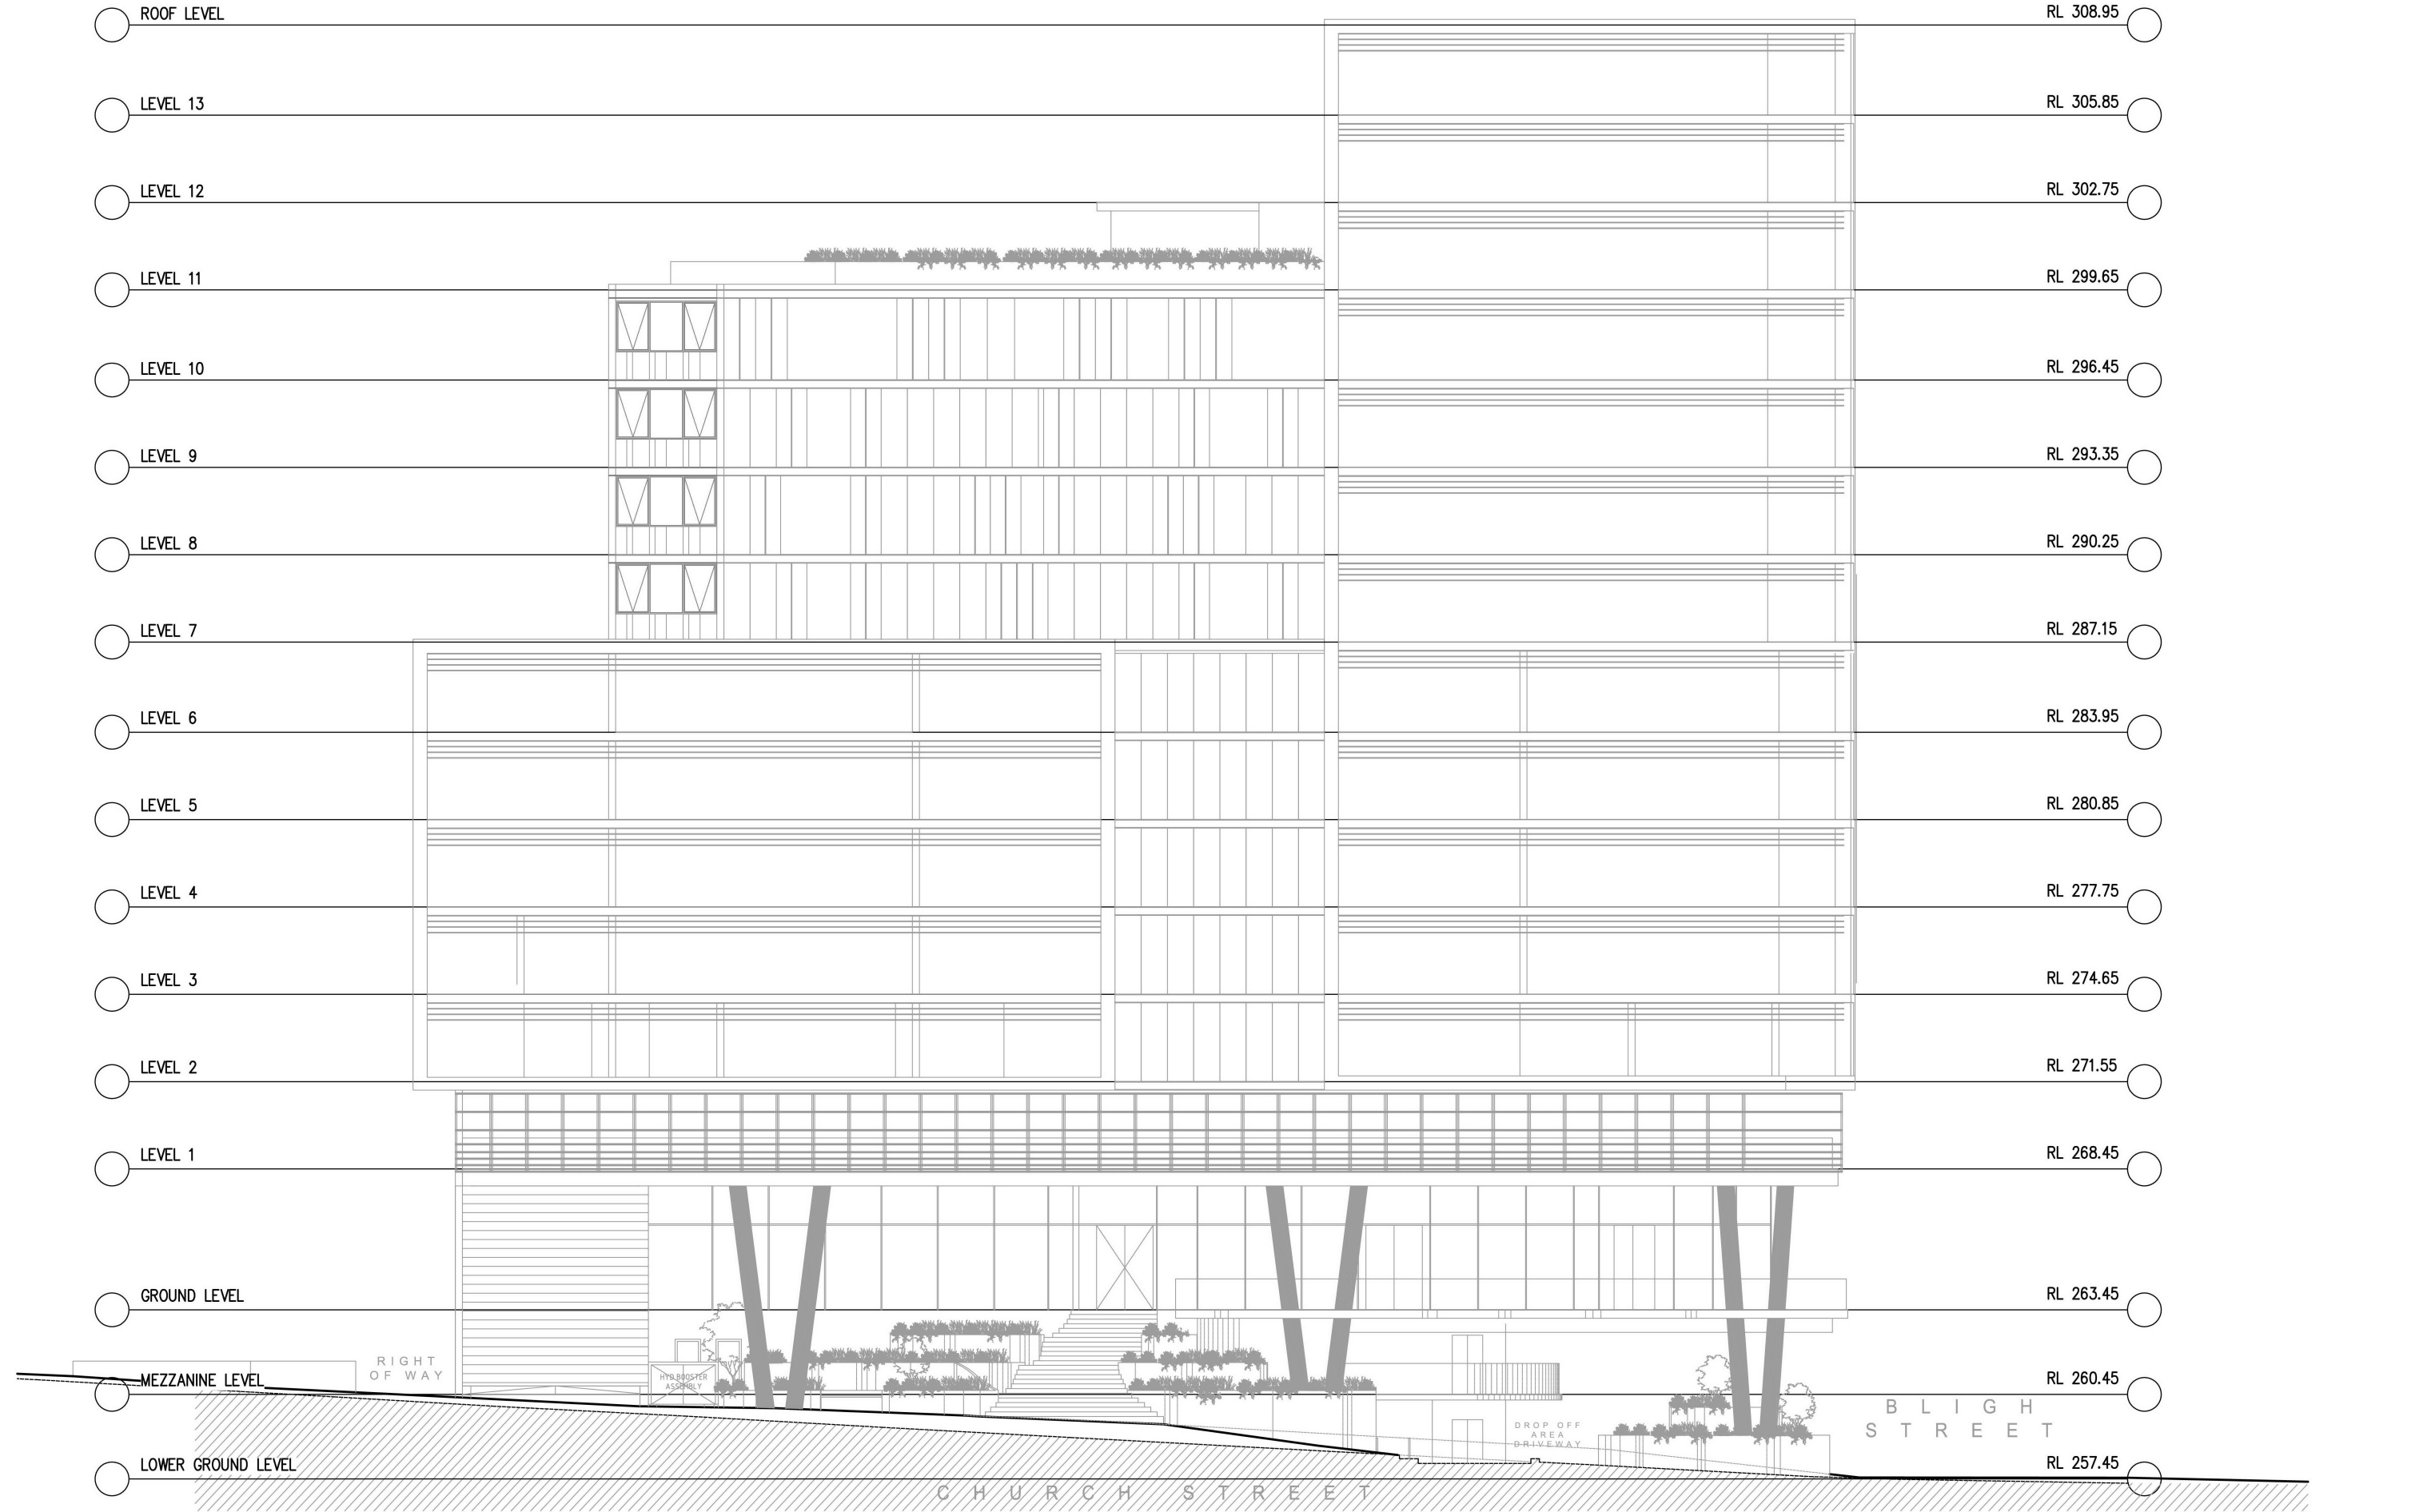 ROOF LEVEL RL 308.95
LEVEL 13 RL 305.85
LEVEL 12 RL 302.75
LEVEL 11 RL 299.65
LEVEL 10 RL 296.45
LEVEL 9 RL 293.35
LEVEL 8 RL 290.25
LEVEL 7 RL 287.15
LEVEL 6 RL 283.95
LEVEL 5 RL 280.85
LEVEL 4 RL 277.75
LEVEL 3 RL 274.65
LEVEL 2 RL 271.55
LEVEL 1 RL 268.45
GROUND LEVEL RL 263.45
RIGHT
OF WAY
HYD.BOOSTER
ASSEMBLY
MEZZANINE LEVEL RL 260.45
BLIGH
STREET
DROP OFF
AREA
DRIVEWAY
LOWER GROUND LEVEL RL 257.45
CHURCH STREET